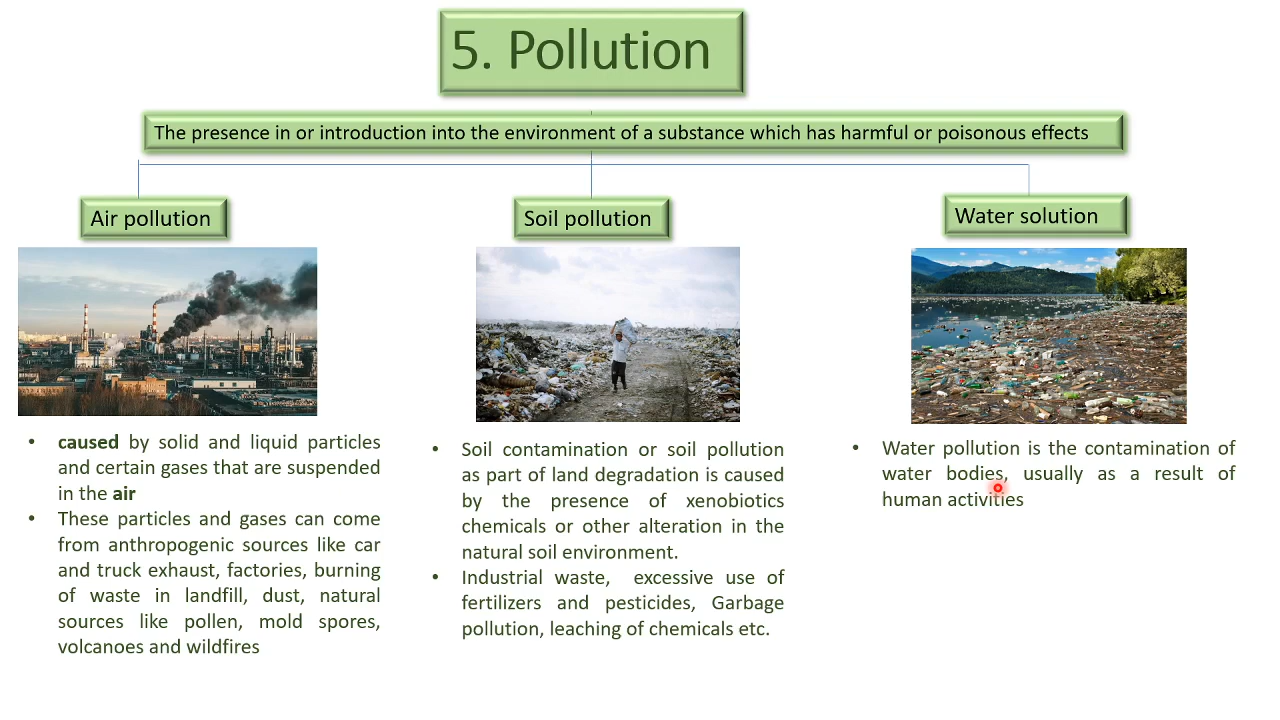 5. Pollution
The presence in or introduction into the environment of a substance which has harmful or poisonous effects
Air pollution
• caused by solid and liquid particles
and certain gases that are suspended
in the air
• These particles and gases can come
from anthropogenic sources like car
and truck exhaust, factories, burning
of waste in landfill, dust, natural
sources like pollen, mold spores,
volcanoes and wildfires
Soil pollution
• Soil contamination or soil pollution
as part of land degradation is caused
by the presence of xenobiotics
chemicals or other alteration in the
natural soil environment.
• Industrial waste, excessive use of
fertilizers and pesticides, Garbage
pollution, leaching of chemicals etc.
Water solution
• Water pollution is the contamination of
water bodies, usually as a result of
human activities